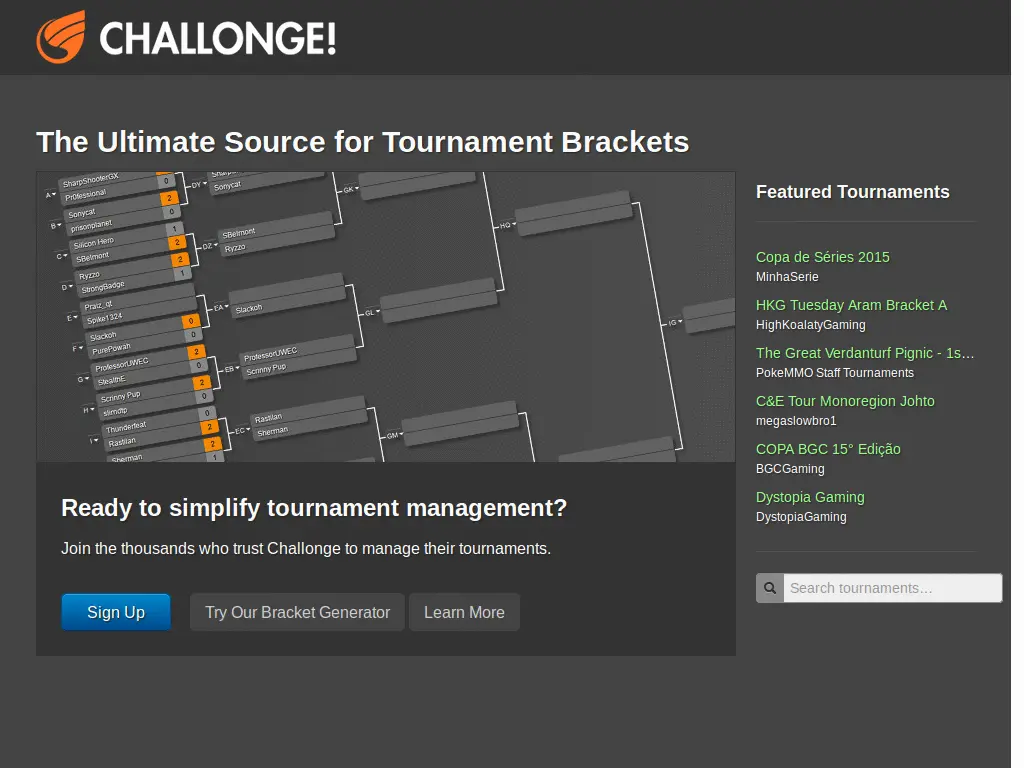 CHALLONGE!
The Ultimate Source for Tournament Brackets
A
SharpShooterGX
0
Pr0fessional
B
Sonycat
2
prisonplanet
0
C
Silicon Hero
1
SBelmont
2
D
Ryzzo
2
StrongBadge
1
E
Praiz_qt
Spike1324
F
Slackoh
0
PurePowah
0
G
ProfessorUWEC
2
StealthE
0
H
Scrinny Pup
2
slimdtp
0
I
Thunderfeat
0
Rastilan
2
Sherman
2
1
DY
Sonycat
DZ
SBelmont
Ryzzo
EA
Slackoh
EB
ProfessorUWEC
Scrinny Pup
EC
Rastilan
Sherman
GK
GL
GM
HG
IG
Ready to simplify tournament management?
Join the thousands who trust Challonge to manage their tournaments.
Sign Up
Try Our Bracket Generator
Learn More
Featured Tournaments
Copa de Séries 2015
MinhaSerie
HKG Tuesday Aram Bracket A
HighKoalatyGaming
The Great Verdanturf Pignic - 1s...
PokeMMO Staff Tournaments
C&E Tour Monoregion Johto
megaslowbro1
COPA BGC 15° Edição
BGCGaming
Dystopia Gaming
DystopiaGaming
Search tournaments...